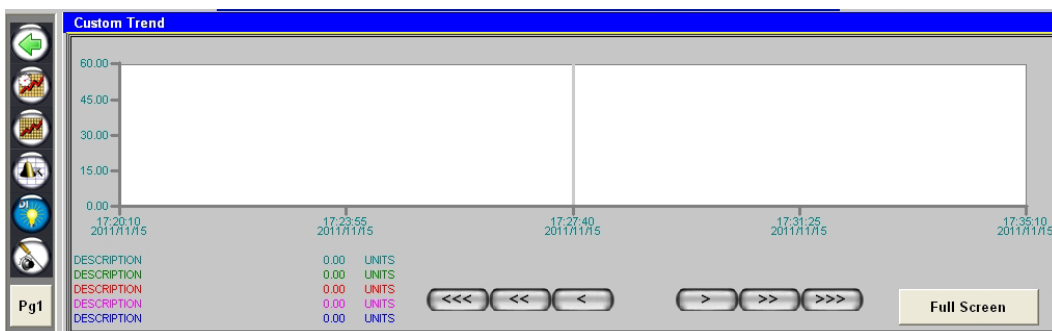 Custom Trend
60.00
45.00
30.00
15.00
0.00
17:20:10 17:23:55 17:27:40 17:31:25 17:35:10
2011/11/15 2011/11/15 2011/11/15 2011/11/15 2011/11/15
DESCRIPTION 0.00 UNITS
DESCRIPTION 0.00 UNITS
DESCRIPTION 0.00 UNITS
DESCRIPTION 0.00 UNITS
DESCRIPTION 0.00 UNITS
<<< << < > >> >>>
Pg1
Full Screen